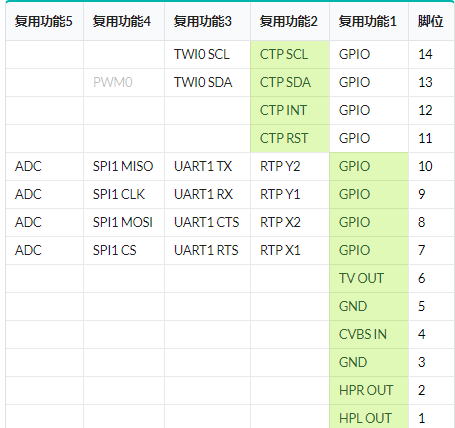 复用功能5 复用功能4 复用功能3 复用功能2 复用功能1 脚位
TWI0 SCL CTP SCL GPIO 14
PWM0 TWI0 SDA CTP SDA GPIO 13
CTP INT GPIO 12
CTP RST GPIO 11
ADC SPI1 MISO UART1 TX RTP Y2 GPIO 10
ADC SPI1 CLK UART1 RX RTP Y1 GPIO 9
ADC SPI1 MOSI UART1 CTS RTP X2 GPIO 8
ADC SPI1 CS UART1 RTS RTP X1 GPIO 7
TV OUT 6
GND 5
CVBS IN 4
GND 3
HPR OUT 2
HPL OUT 1